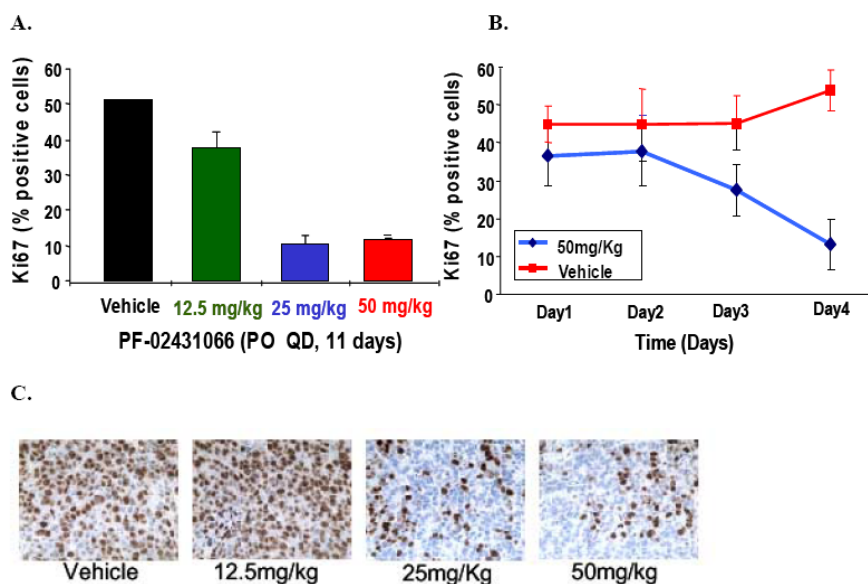 A.
B.
Ki67 (% positive cells)
60
50
40
30
20
10
0
Vehicle 12.5 mg/kg 25 mg/kg 50 mg/kg
PF-02431066 (PO QD, 11 days)
Ki67 (% positive cells)
60
50
40
30
20
10
0
50mg/Kg
Vehicle
Day1 Day2 Day3 Day4
Time (Days)
C.
Vehicle 12.5mg/kg 25mg/Kg 50mg/kg